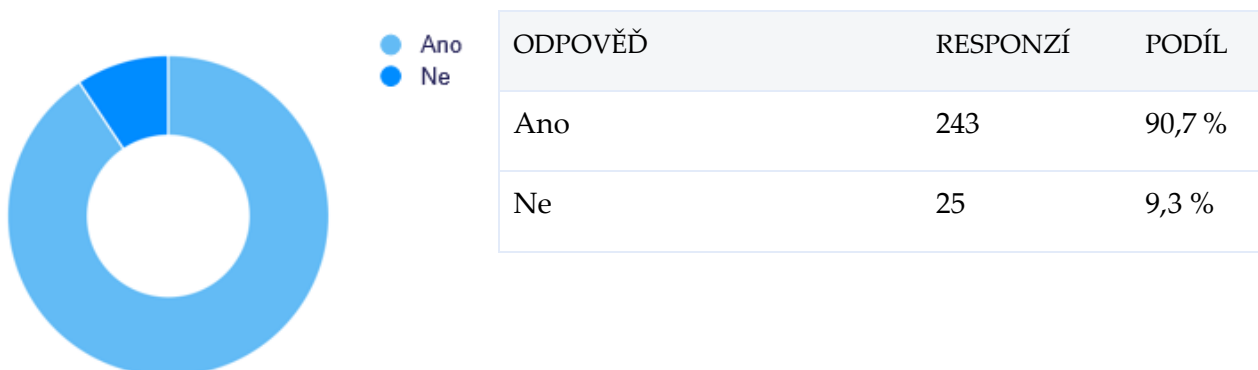 Ano
Ne
ODPOVĚĎ RESPONZÍ PODÍL
Ano 243 90,7 %
Ne 25 9,3 %